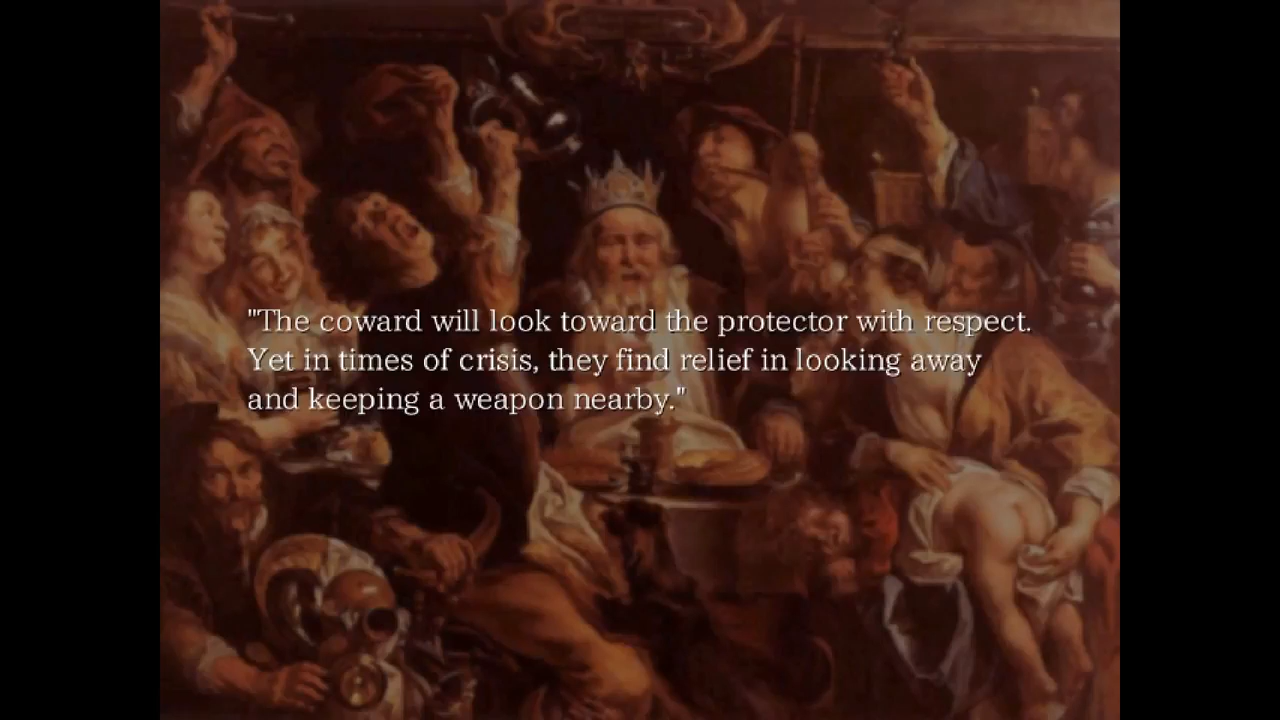 "The coward will look toward the protector with respect.
Yet in times of crisis, they find relief in looking away
and keeping a weapon nearby."